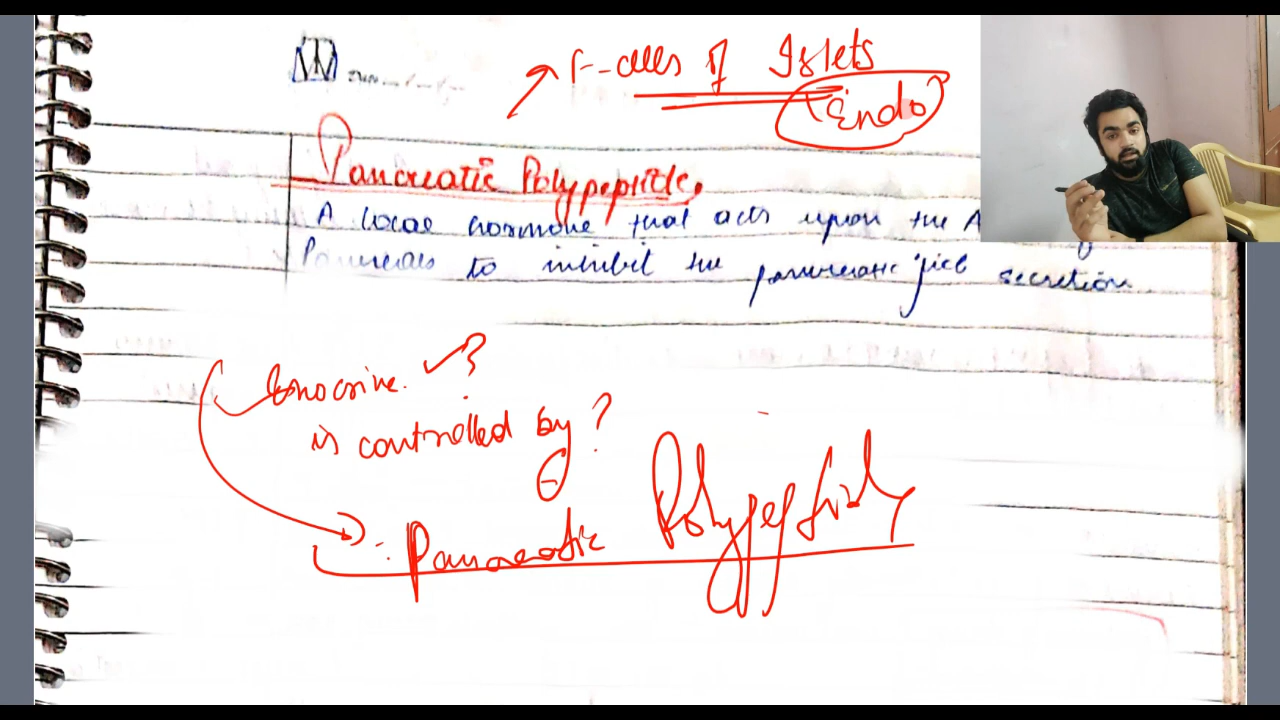 F-cells of Islets
(Endo)
Pancreatic Polypeptide.
A local hormone that acts upon the A
Pancreas to inhibit the pancreatic juice secretion.
Exocrine. ✓?
is controlled by?
Pancreatic Polypeptide